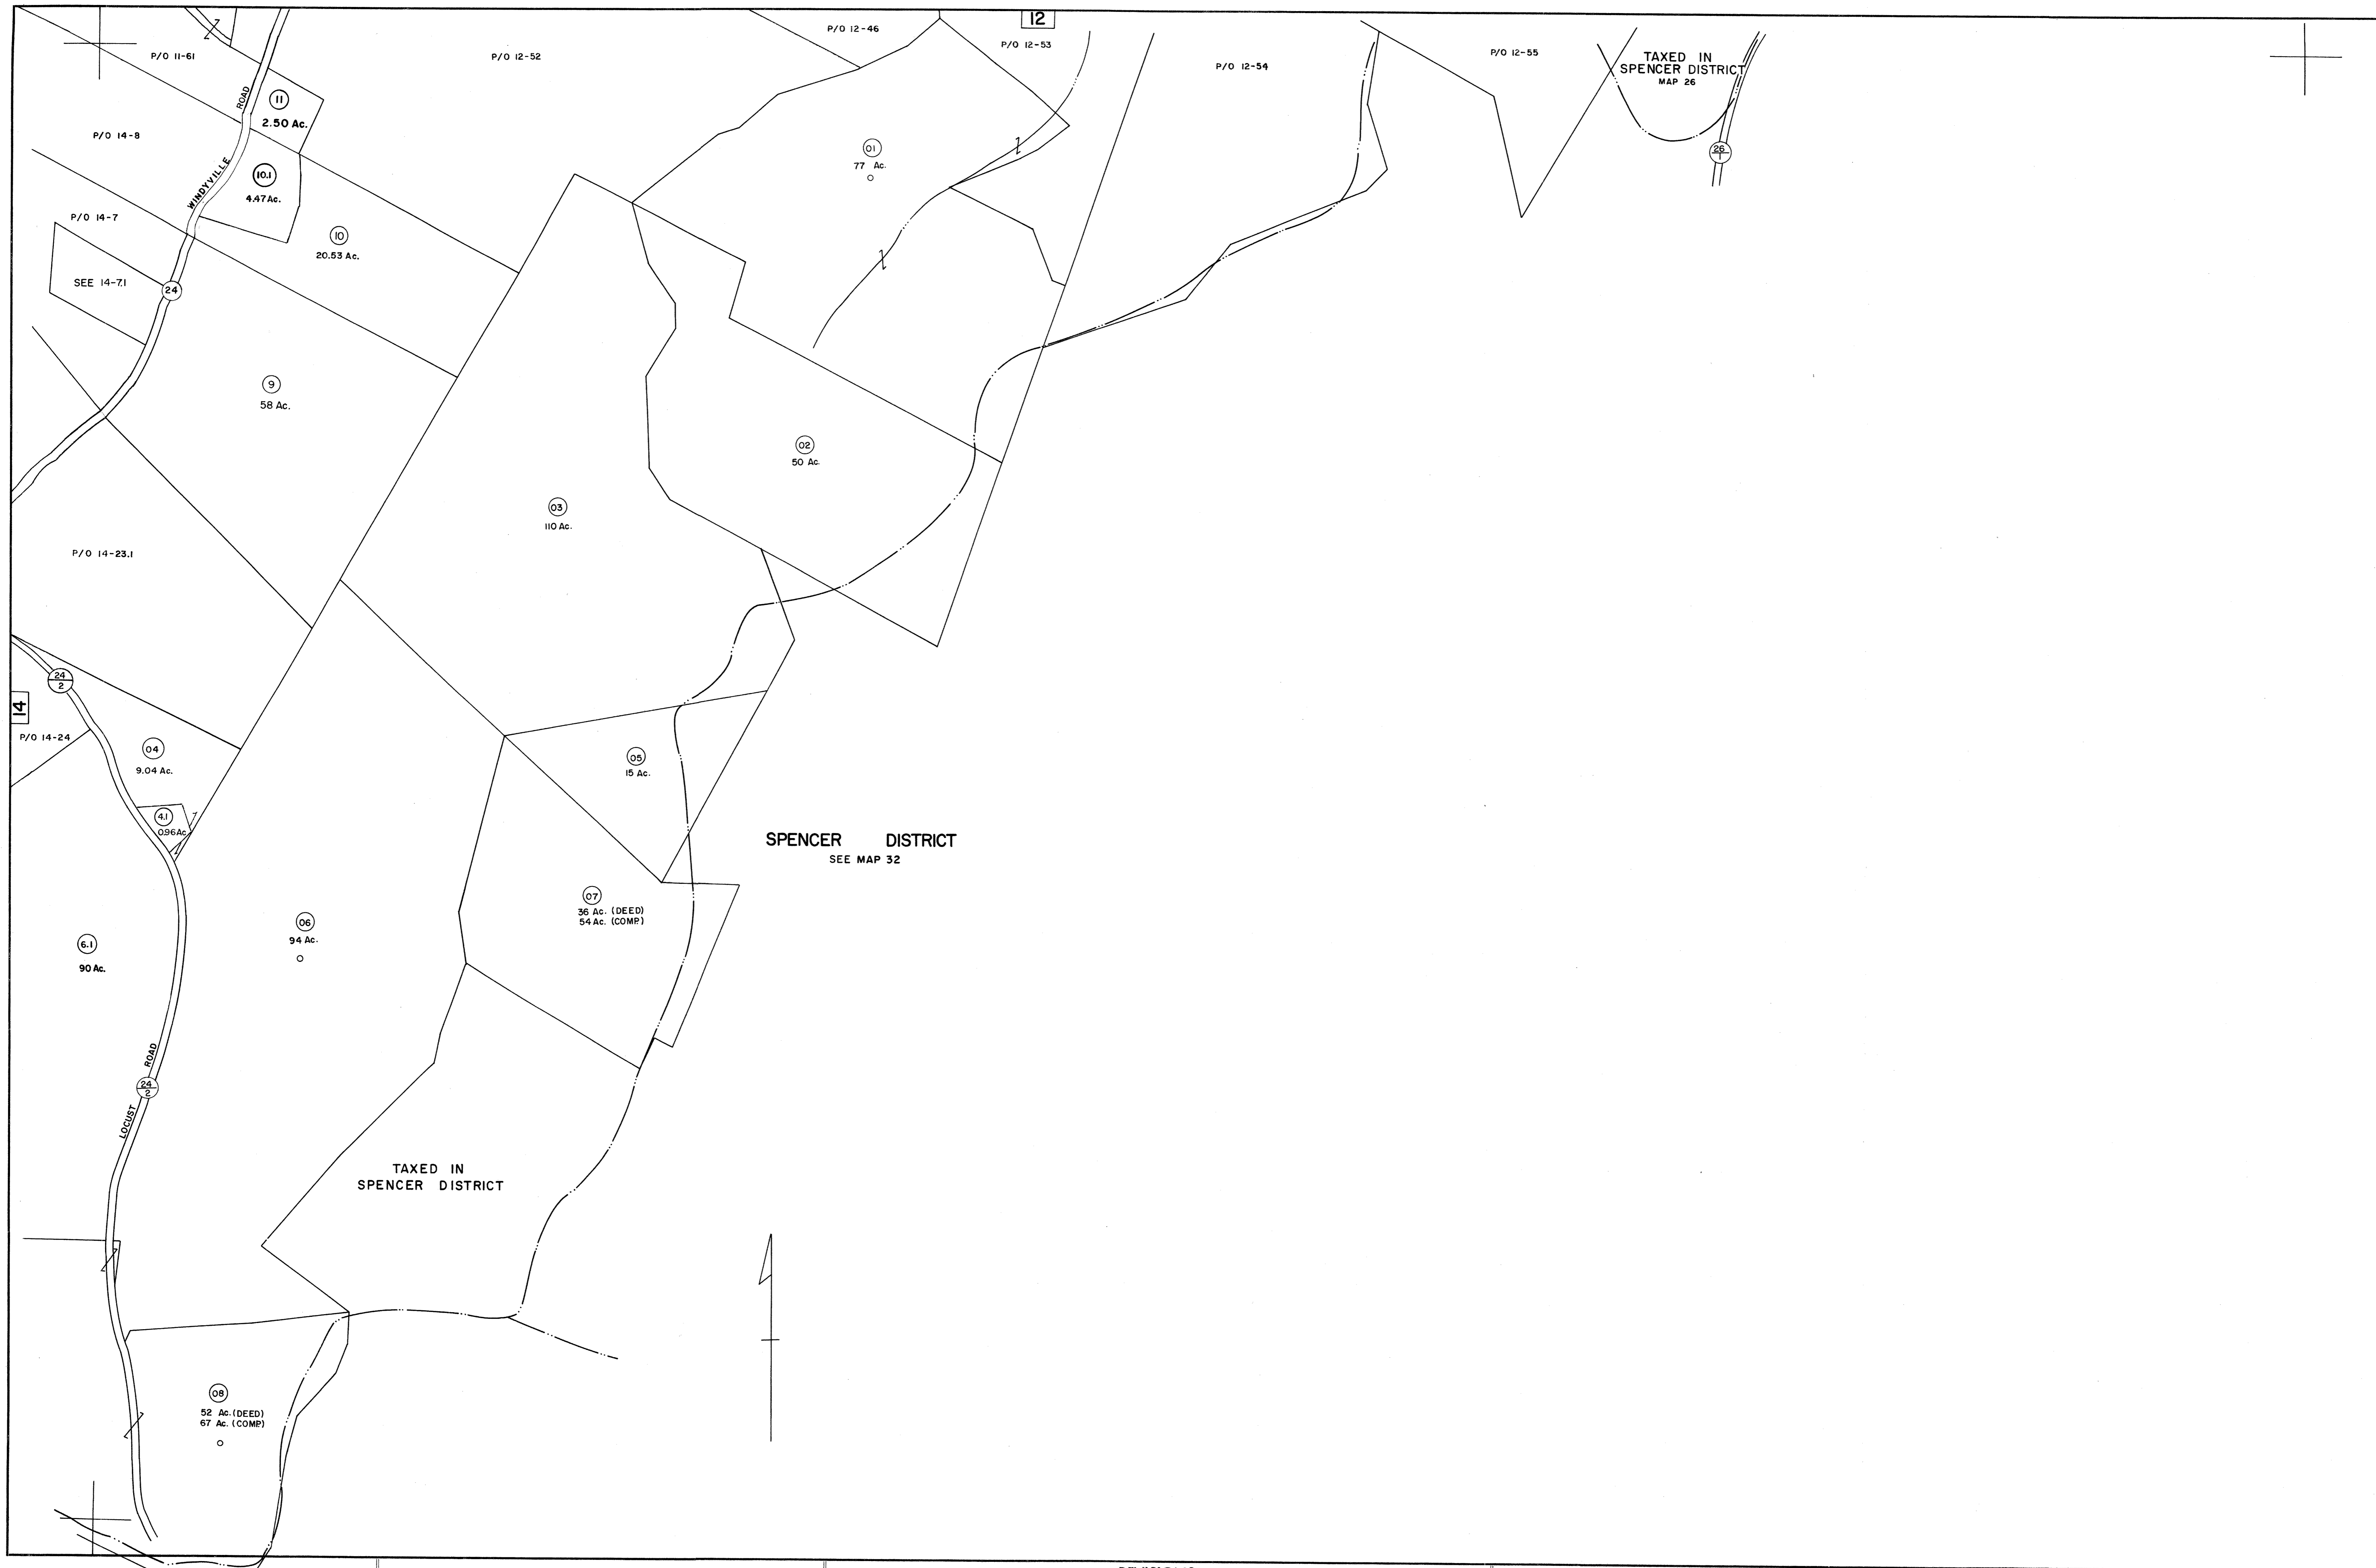 12
P/O 12-46
P/O 12-53
P/O 11-61
P/O 12-52
P/O 12-54
P/O 12-55
TAXED IN
SPENCER DISTRICT
MAP 26
26
1
11
2.50 Ac.
WINDYVILLE ROAD
P/O 14-8
01
77 Ac.
10.1
4.47 Ac.
P/O 14-7
10
20.53 Ac.
SEE 14-7.1
24
9
58 Ac.
02
50 Ac.
03
110 Ac.
P/O 14-23.1
24
2
14
P/O 14-24
04
9.04 Ac.
05
15 Ac.
4.1
0.96 Ac.
SPENCER DISTRICT
SEE MAP 32
07
36 Ac. (DEED)
54 Ac. (COMP.)
06
94 Ac.
6.1
90 Ac.
LOCUST ROAD
24
2
TAXED IN
SPENCER DISTRICT
08
52 Ac. (DEED)
67 Ac. (COMP.)